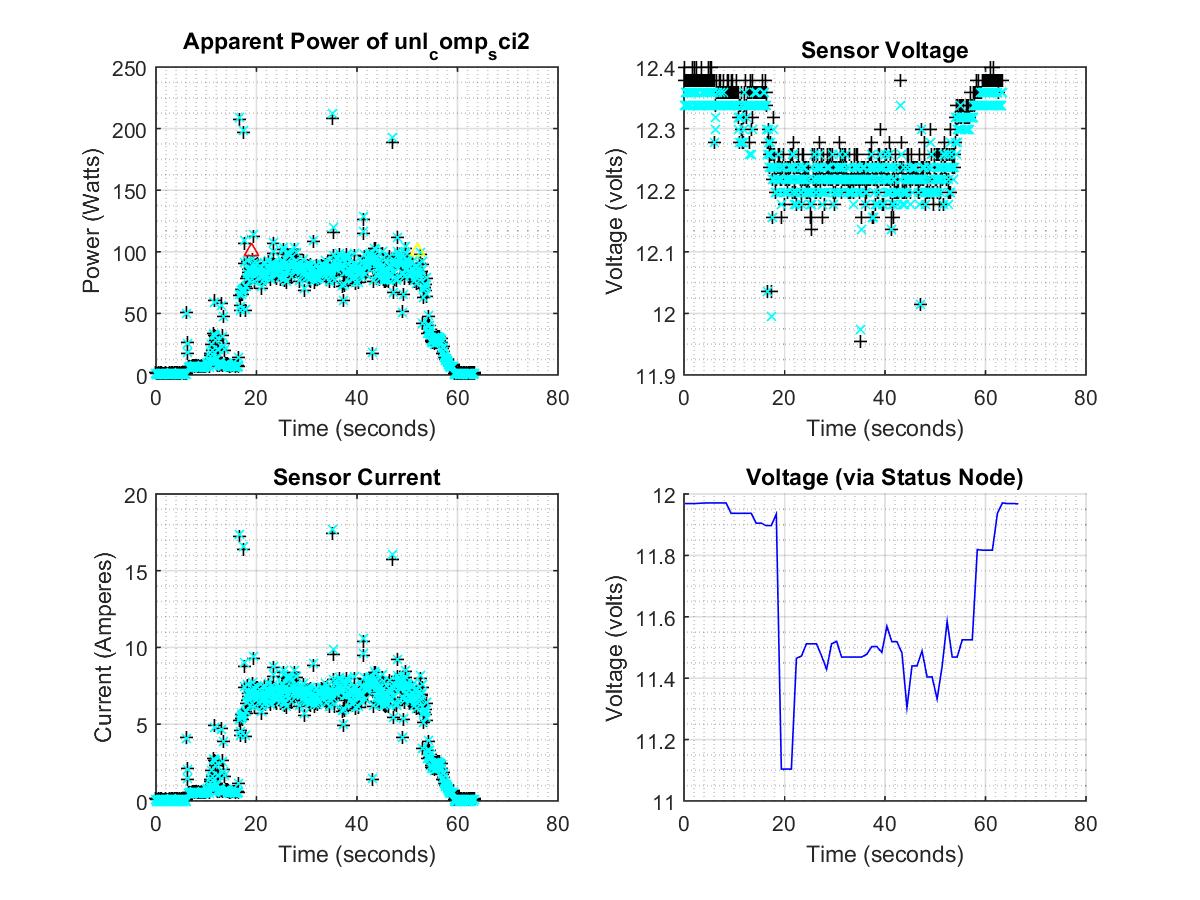 Apparent Power of unlcompsci2
250
200
150
100
50
0
Power (Watts)
0 20 40 60 80
Time (seconds)
Sensor Voltage
12.4
12.3
12.2
12.1
12
11.9
Voltage (volts)
0 20 40 60 80
Time (seconds)
Sensor Current
20
15
10
5
0
Current (Amperes)
0 20 40 60 80
Time (seconds)
Voltage (via Status Node)
12
11.8
11.6
11.4
11.2
11
Voltage (volts)
0 20 40 60 80
Time (seconds)